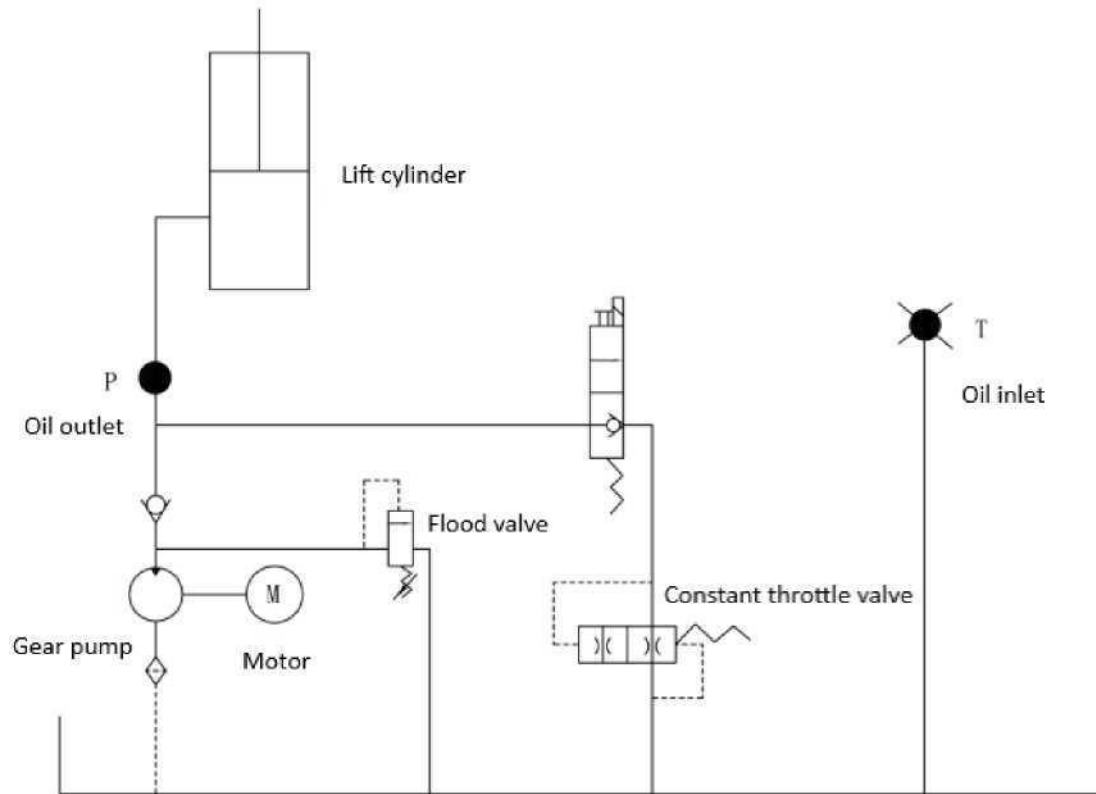 Lift cylinder
P
T
Oil outlet
Oil inlet
Flood valve
M
Constant throttle valve
Gear pump
Motor